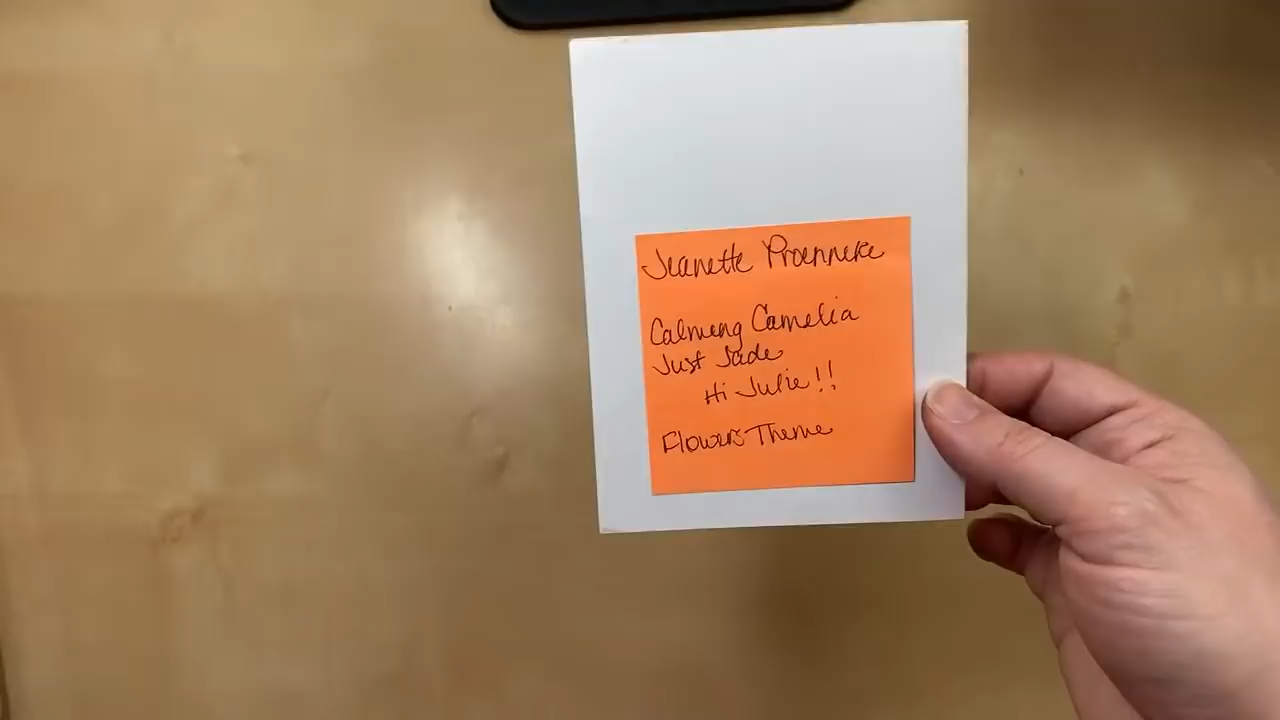 Jeanette Proenneke
Calming Camelia
Just Jade
Hi Julie!!
Flowers Theme